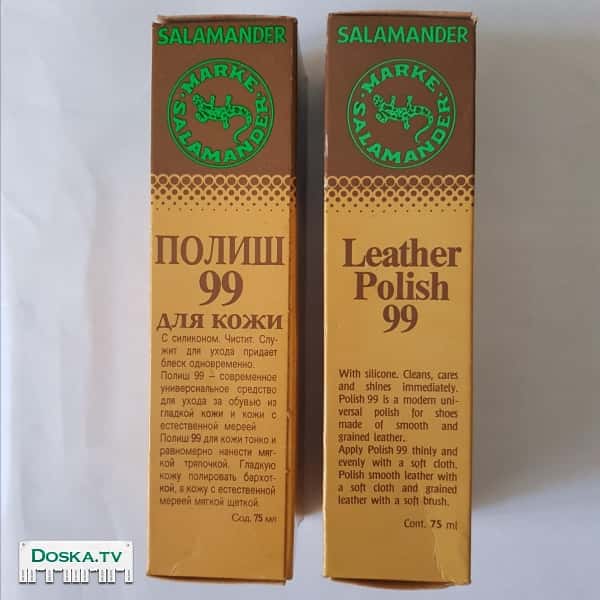 SALAMANDER
MARKE
SALAMANDER
ПОЛИШ
99
для кожи
С силиконом. Чистит. Слу-
жит для ухода придает
блеск одновременно.
Полиш 99 – современное
универсиальное средство
для ухода за обувью из
гладкой кожи и кожи с
естественной мереей
Полиш 99 для кожи тонко и
равномерно нанести мяг-
кой тряпочкой. Гладкую
кожу полировать бархот-
кой, а кожу с естественной
мереей мягкой щеткой.
Сод. 75 мл
SALAMANDER
MARKE
SALAMANDER
Leather
Polish
99
With silicone. Cleans, cares
and shines immediately.
Polish 99 is a modern uni-
versal polish for shoes
made of smooth and
grained leather.
Apply Polish 99 thinly and
evenly with a soft cloth.
Polish smooth leather with
a soft cloth and grained
leather with a soft brush.
Cont. 75 ml
DOSKA.TV